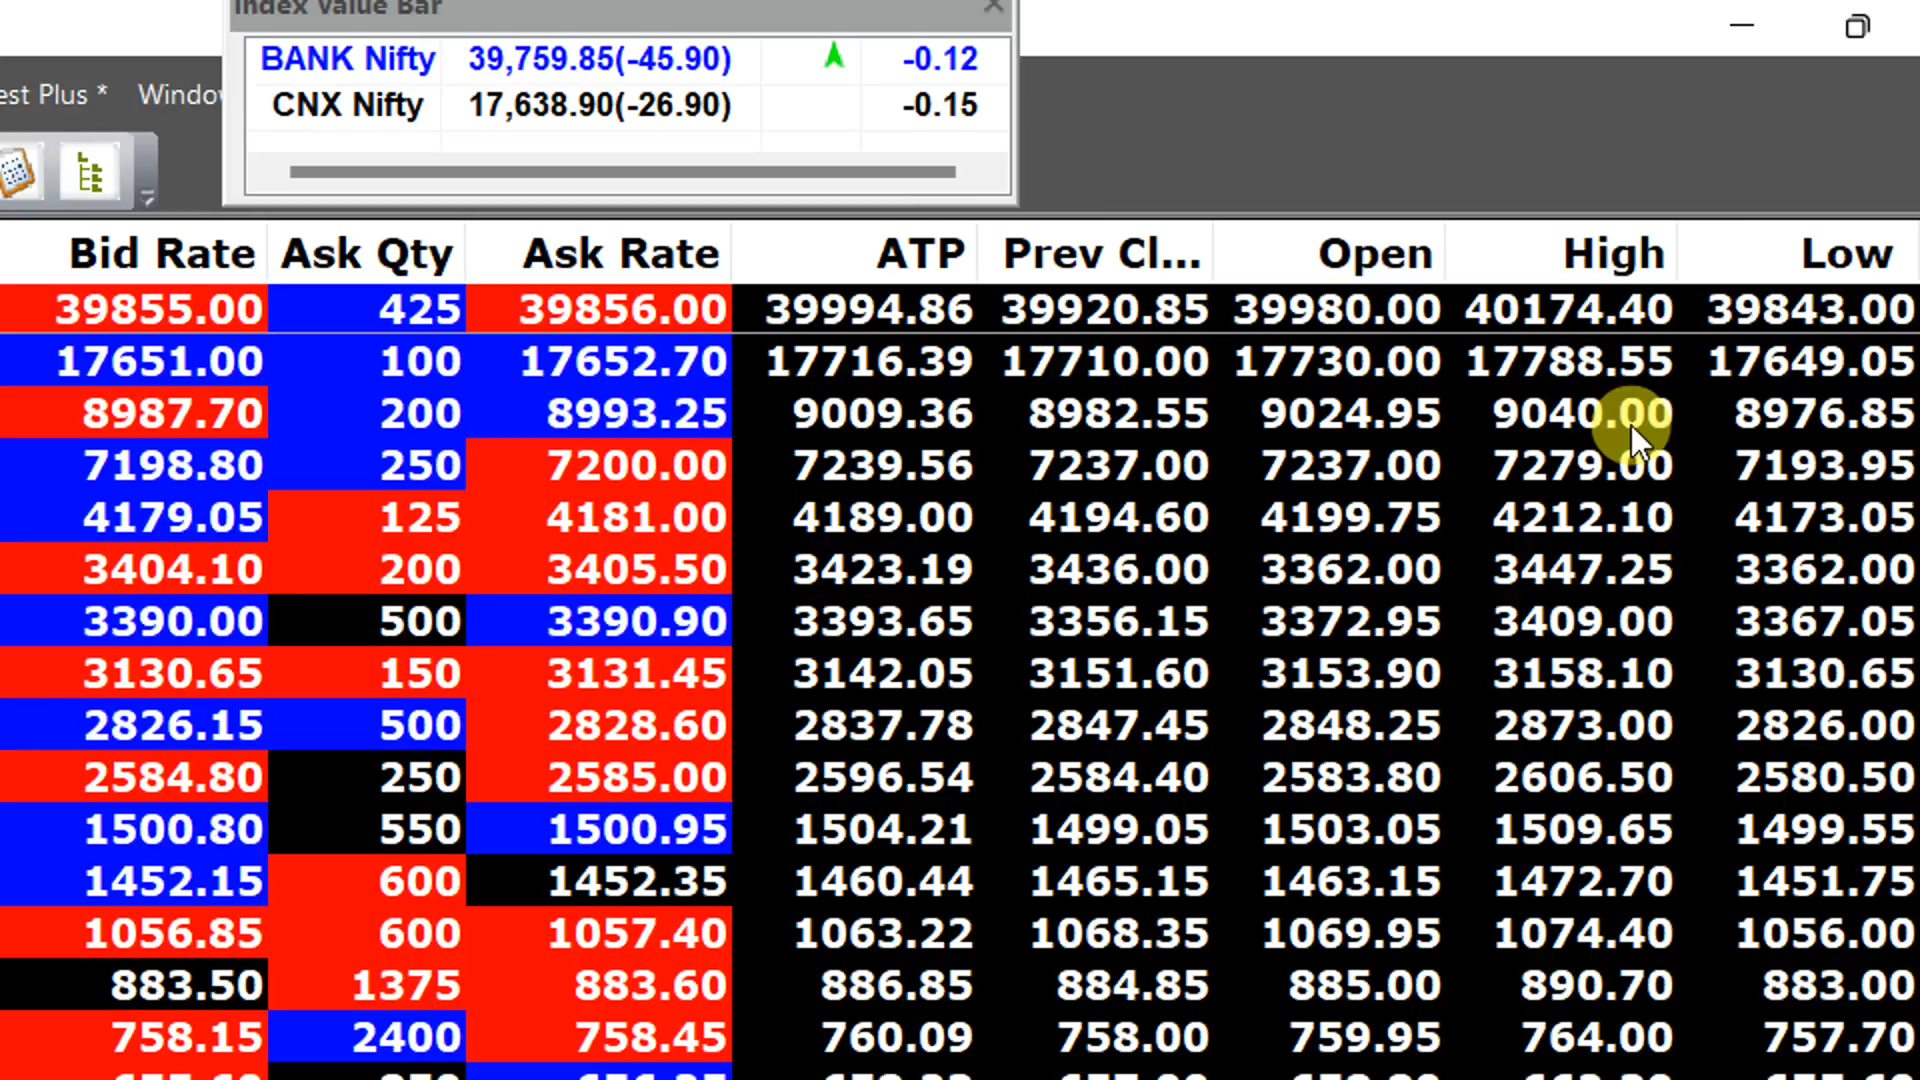 Index Value Bar
BANK Nifty 39,759.85(-45.90) -0.12
CNX Nifty 17,638.90(-26.90) -0.15
est Plus * Window
Bid Rate Ask Qty Ask Rate ATP Prev Cl... Open High Low
39855.00 425 39856.00 39994.86 39920.85 39980.00 40174.40 39843.00
17651.00 100 17652.70 17716.39 17710.00 17730.00 17788.55 17649.05
8987.70 200 8993.25 9009.36 8982.55 9024.95 9040.00 8976.85
7198.80 250 7200.00 7239.56 7237.00 7237.00 7279.00 7193.95
4179.05 125 4181.00 4189.00 4194.60 4199.75 4212.10 4173.05
3404.10 200 3405.50 3423.19 3436.00 3362.00 3447.25 3362.00
3390.00 500 3390.90 3393.65 3356.15 3372.95 3409.00 3367.05
3130.65 150 3131.45 3142.05 3151.60 3153.90 3158.10 3130.65
2826.15 500 2828.60 2837.78 2847.45 2848.25 2873.00 2826.00
2584.80 250 2585.00 2596.54 2584.40 2583.80 2606.50 2580.50
1500.80 550 1500.95 1504.21 1499.05 1503.05 1509.65 1499.55
1452.15 600 1452.35 1460.44 1465.15 1463.15 1472.70 1451.75
1056.85 600 1057.40 1063.22 1068.35 1069.95 1074.40 1056.00
883.50 1375 883.60 886.85 884.85 885.00 890.70 883.00
758.15 2400 758.45 760.09 758.00 759.95 764.00 757.70